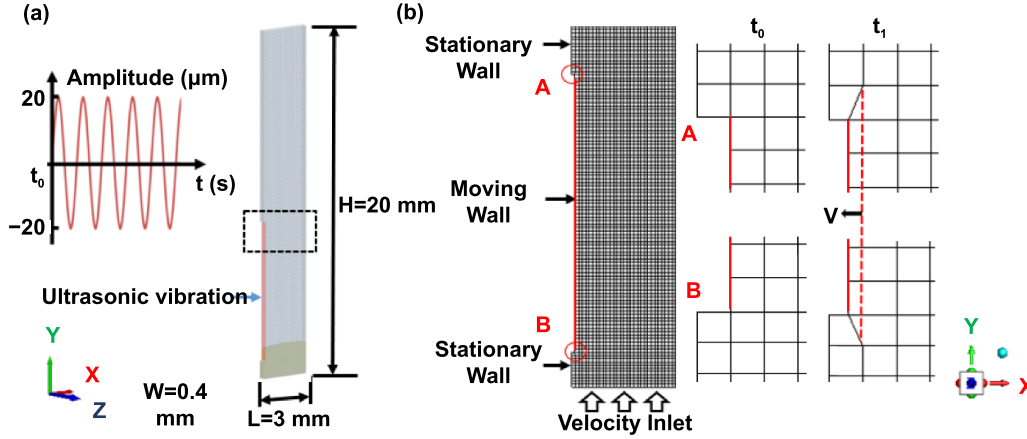 (a)
Amplitude (μm)
20
t₀
−20
t (s)
H=20 mm
Ultrasonic vibration
Y
X
Z
W=0.4
mm
L=3 mm
(b)
Stationary
Wall
A
Moving
Wall
B
Stationary
Wall
Velocity Inlet
t₀
t₁
A
V
B
Y
X